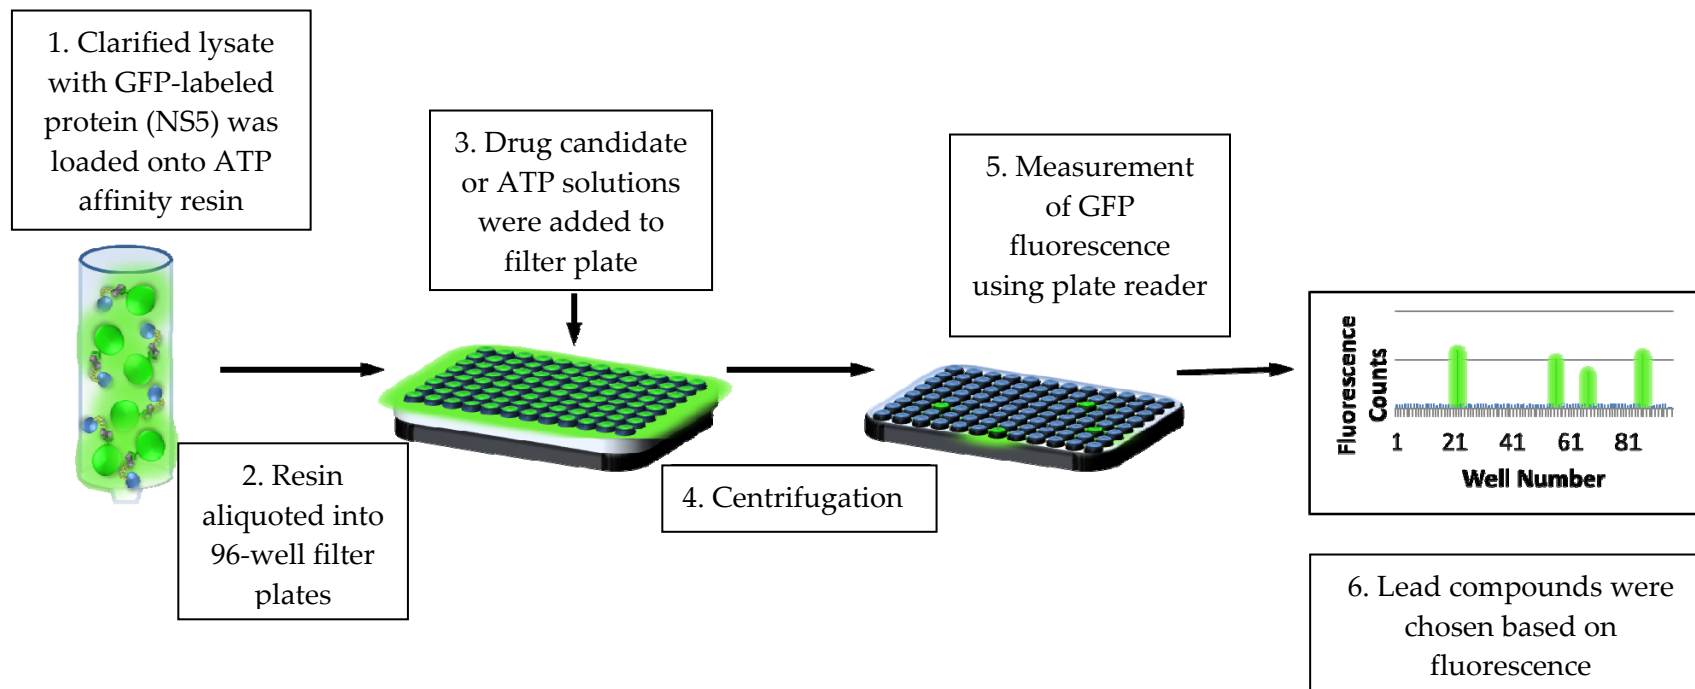 1. Clarified lysate
with GFP-labeled
protein (NS5) was
loaded onto ATP
affinity resin
2. Resin
aliquoted into
96-well filter
plates
3. Drug candidate
or ATP solutions
were added to
filter plate
4. Centrifugation
5. Measurement
of GFP
fluorescence
using plate reader
Fluorescence
Counts
1 21 41 61 81
Well Number
6. Lead compounds were
chosen based on
fluorescence